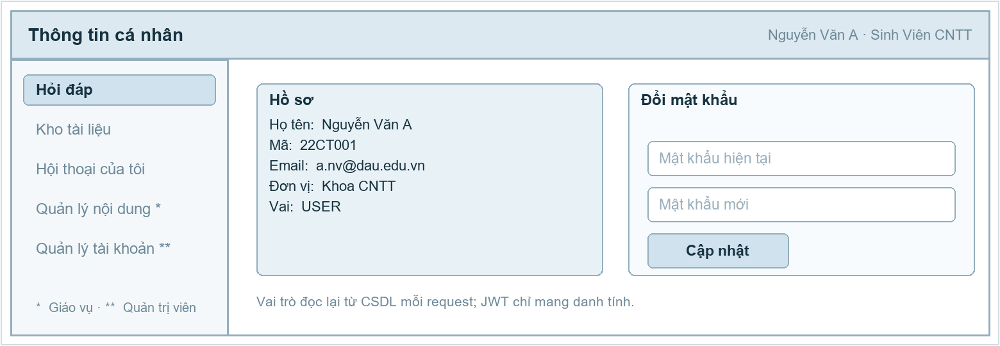 Thông tin cá nhân
Nguyễn Văn A · Sinh Viên CNTT
Hỏi đáp
Kho tài liệu
Hội thoại của tôi
Quản lý nội dung *
Quản lý tài khoản **
* Giáo vụ · ** Quản trị viên
Hồ sơ
Họ tên: Nguyễn Văn A
Mã: 22CT001
Email: a.nv@dau.edu.vn
Đơn vị: Khoa CNTT
Vai: USER
Đổi mật khẩu
Mật khẩu hiện tại
Mật khẩu mới
Cập nhật
Vai trò đọc lại từ CSDL mỗi request; JWT chỉ mang danh tính.